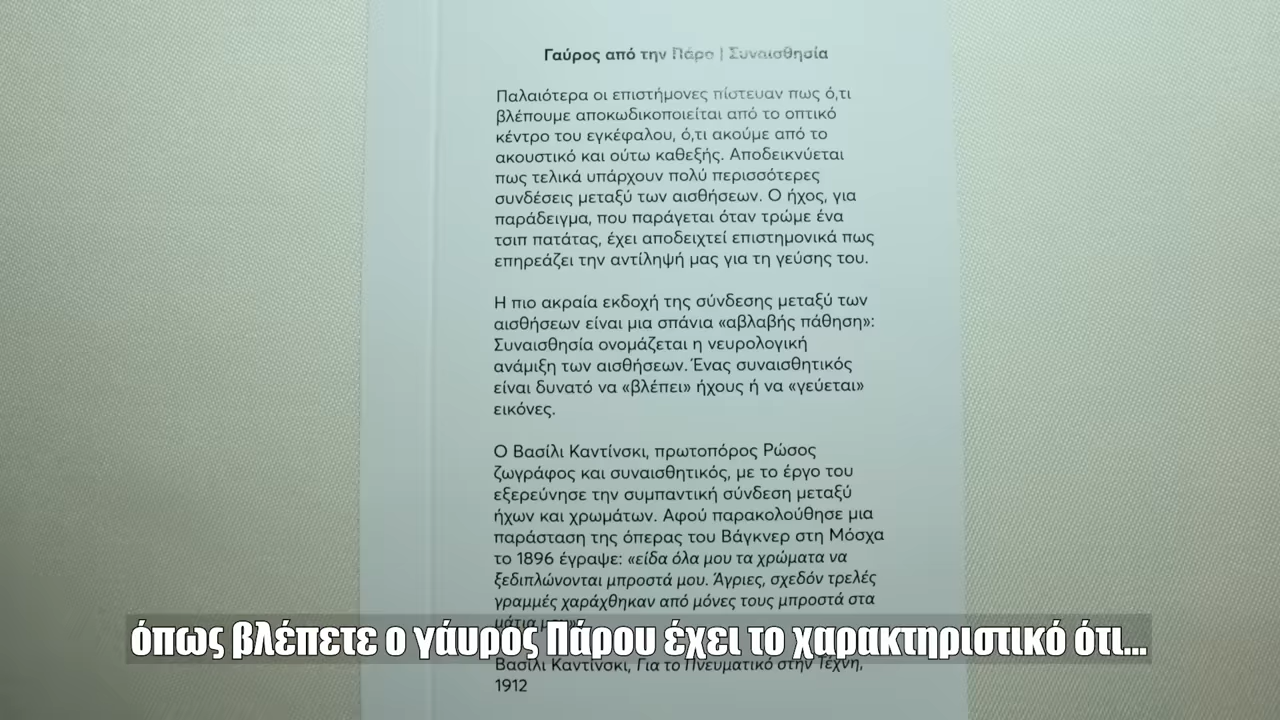 Γαύρος από την Πάρο | Συναισθησία
Παλαιότερα οι επιστήμονες πίστευαν πως ό,τι
βλέπουμε αποκωδικοποιείται από το οπτικό
κέντρο του εγκέφαλου, ό,τι ακούμε από το
ακουστικό και ούτω καθεξής. Αποδεικνύεται
πως τελικά υπάρχουν πολύ περισσότερες
συνδέσεις μεταξύ των αισθήσεων. Ο ήχος, για
παράδειγμα, που παράγεται όταν τρώμε ένα
τσιπ πατάτας, έχει αποδειχτεί επιστημονικά πως
επηρεάζει την αντίληψή μας για τη γεύσης του.
Η πιο ακραία εκδοχή της σύνδεσης μεταξύ των
αισθήσεων είναι μια σπάνια «αβλαβής πάθηση»:
Συναισθησία ονομάζεται η νευρολογική
ανάμιξη των αισθήσεων. Ένας συναισθητικός
είναι δυνατό να «βλέπει» ήχους ή να «γεύεται»
εικόνες.
Ο Βασίλι Καντίνσκι, πρωτοπόρος Ρώσος
ζωγράφος και συναισθητικός, με το έργο του
εξερεύνησε την συμπαντική σύνδεση μεταξύ
ήχων και χρωμάτων. Αφού παρακολούθησε μια
παράσταση της όπερας του Βάγκνερ στη Μόσχα
το 1896 έγραψε: «είδα όλα μου τα χρώματα να
ξεδιπλώνονται μπροστά μου. Άγριες, σχεδόν τρελές
γραμμές χαράχθηκαν από μόνες τους μπροστά στα
όπως βλέπετε ο γάυρος Πάρου έχει το χαρακτηριστικό ότι...
Βασίλι Καντίνσκι, Για το Πνευματικό στην Τέχνη,
1912